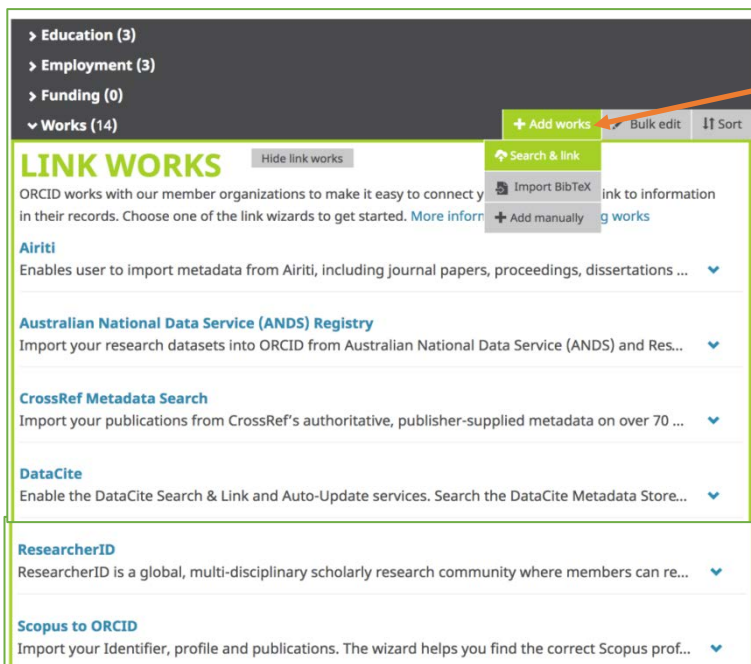 Education (3)
Employment (3)
Funding (0)
Works (14)
+ Add works
Bulk edit
Sort
LINK WORKS
Hide link works
Search & link
Import BibTeX
+ Add manually
ORCID works with our member organizations to make it easy to connect y ink to information
in their records. Choose one of the link wizards to get started. More inforn g works
Airiti
Enables user to import metadata from Airiti, including journal papers, proceedings, dissertations ...
Australian National Data Service (ANDS) Registry
Import your research datasets into ORCID from Australian National Data Service (ANDS) and Res...
CrossRef Metadata Search
Import your publications from CrossRef's authoritative, publisher-supplied metadata on over 70 ...
DataCite
Enable the DataCite Search & Link and Auto-Update services. Search the DataCite Metadata Store...
ResearcherID
ResearcherID is a global, multi-disciplinary scholarly research community where members can re...
Scopus to ORCID
Import your Identifier, profile and publications. The wizard helps you find the correct Scopus prof...